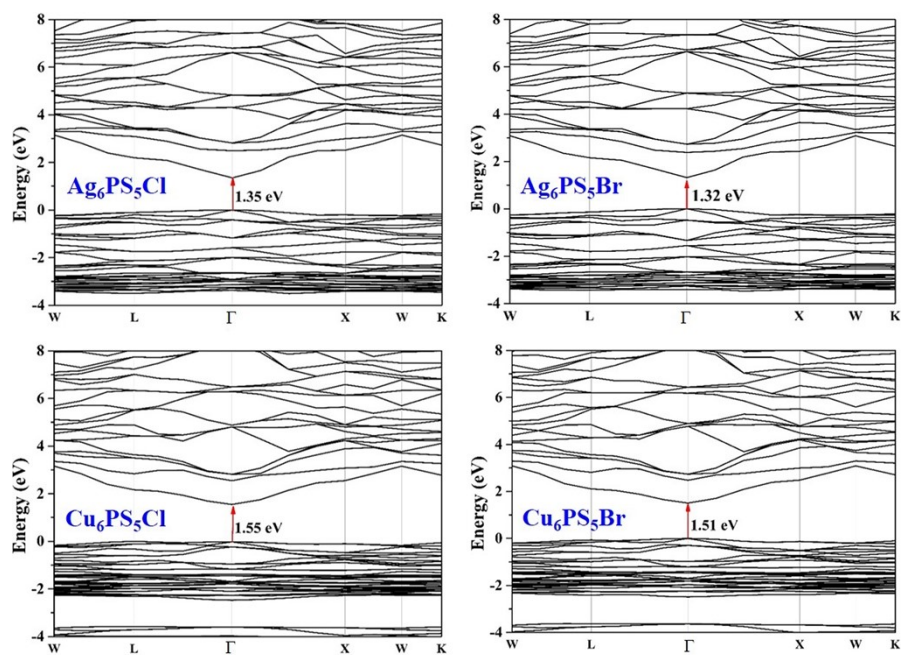 8
6
4
2
0
-2
-4
Energy (eV)
Ag₆PS₅Cl
1.35 eV
W L Γ X W K
8
6
4
2
0
-2
-4
Energy (eV)
Ag₆PS₅Br
1.32 eV
W L Γ X W K
8
6
4
2
0
-2
-4
Energy (eV)
Cu₆PS₅Cl
1.55 eV
W L Γ X W K
8
6
4
2
0
-2
-4
Energy (eV)
Cu₆PS₅Br
1.51 eV
W L Γ X W K